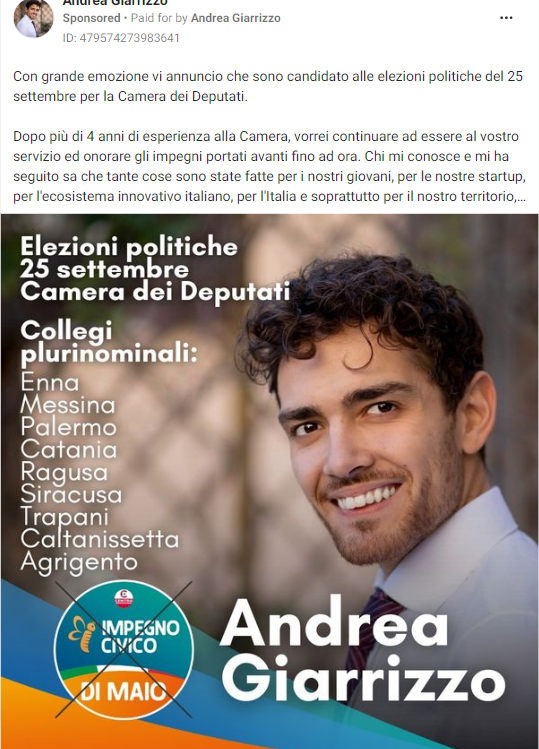 Andrea Giarrizzo
Sponsored • Paid for by Andrea Giarrizzo
ID: 479574273983641
Con grande emozione vi annuncio che sono candidato alle elezioni politiche del 25
settembre per la Camera dei Deputati.
Dopo più di 4 anni di esperienza alla Camera, vorrei continuare ad essere al vostro
servizio ed onorare gli impegni portati avanti fino ad ora. Chi mi conosce e mi ha
seguito sa che tante cose sono state fatte per i nostri giovani, per le nostre startup,
per l'ecosistema innovativo italiano, per l'Italia e soprattutto per il nostro territorio,...
Elezioni politiche
25 settembre
Camera dei Deputati
Collegi
plurinominali:
Enna
Messina
Palermo
Catania
Ragusa
Siracusa
Trapani
Caltanissetta
Agrigento
IMPEGNO
CIVICO
DI MAIO
Andrea
Giarrizzo